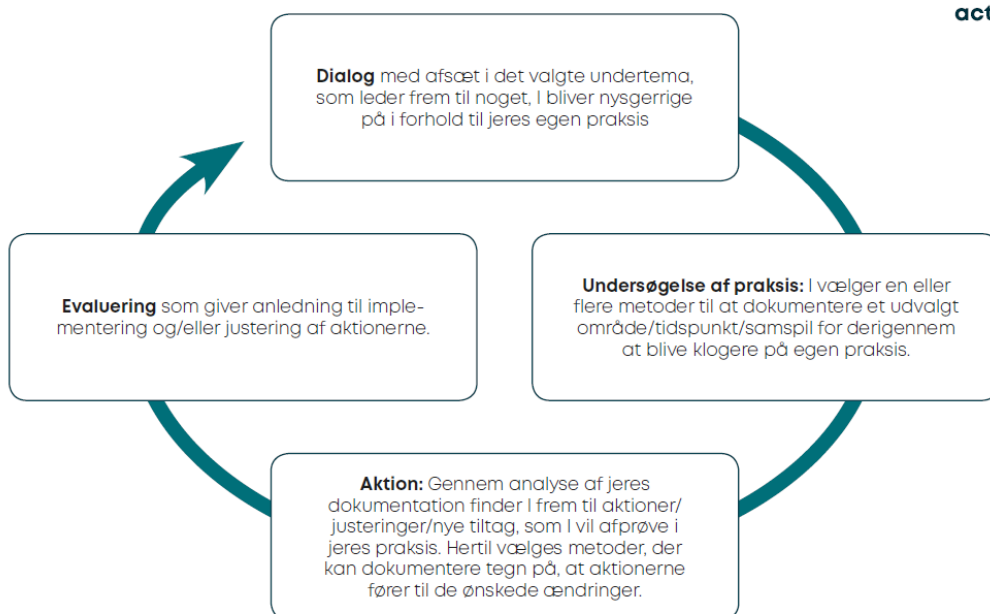 act
Dialog med afsæt i det valgte undertema,
som leder frem til noget, I bliver nysgerrige
på i forhold til jeres egen praksis
Undersøgelse af praksis: I vælger en eller
flere metoder til at dokumentere et udvalgt
område/tidspunkt/samspil for derigennem
at blive klogere på egen praksis.
Aktion: Gennem analyse af jeres
dokumentation finder I frem til aktioner/
justeringer/nye tiltag, som I vil afprøve i
jeres praksis. Hertil vælges metoder, der
kan dokumentere tegn på, at aktionerne
fører til de ønskede ændringer.
Evaluering som giver anledning til imple-
mentering og/eller justering af aktionerne.